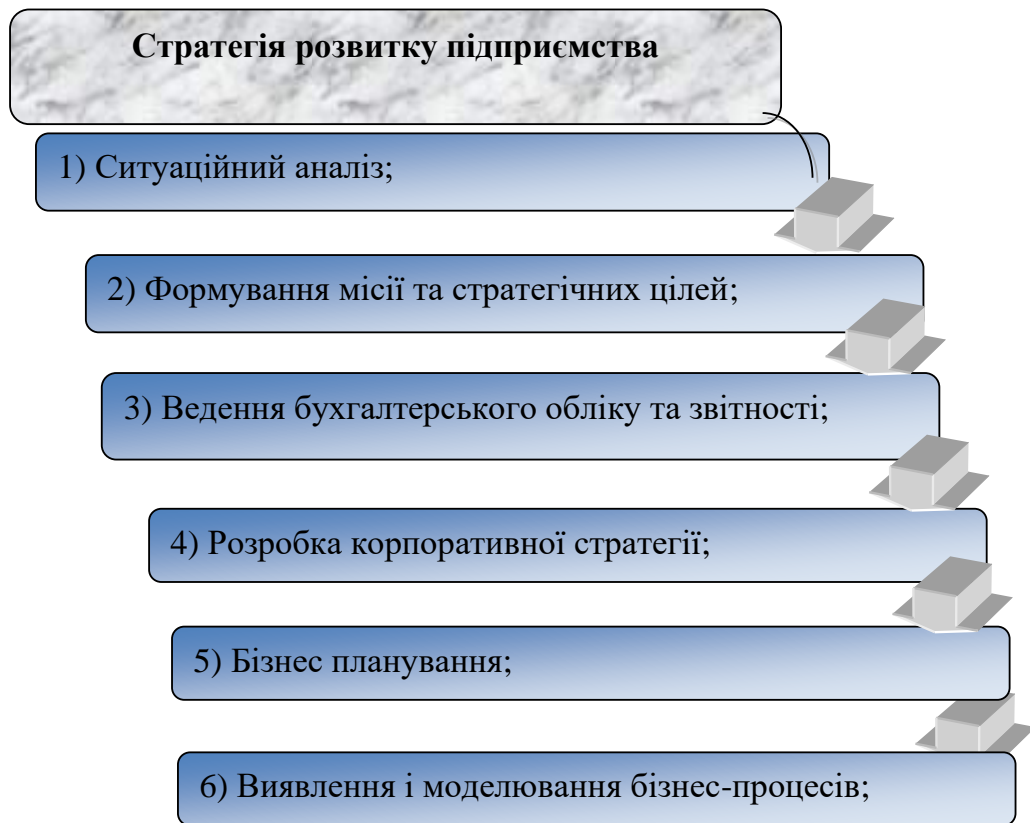 Стратегія розвитку підприємства
1) Ситуаційний аналіз;
2) Формування місії та стратегічних цілей;
3) Ведення бухгалтерського обліку та звітності;
4) Розробка корпоративної стратегії;
5) Бізнес планування;
6) Виявлення і моделювання бізнес-процесів;